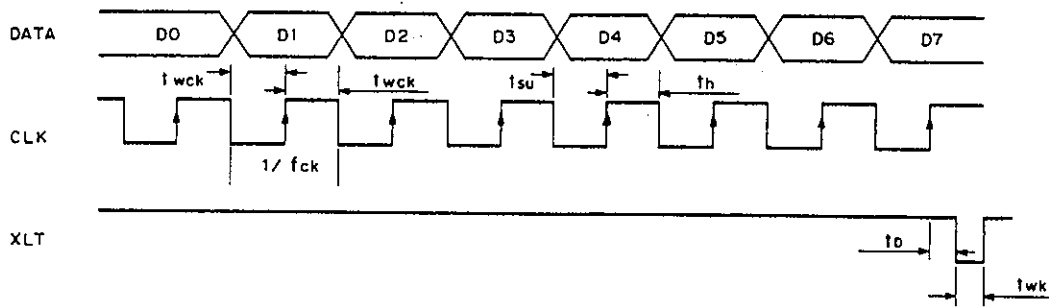 DATA D0 D1 D2 D3 D4 D5 D6 D7
twck twck tsu th
CLK
1/fck
XLT
tD
twk